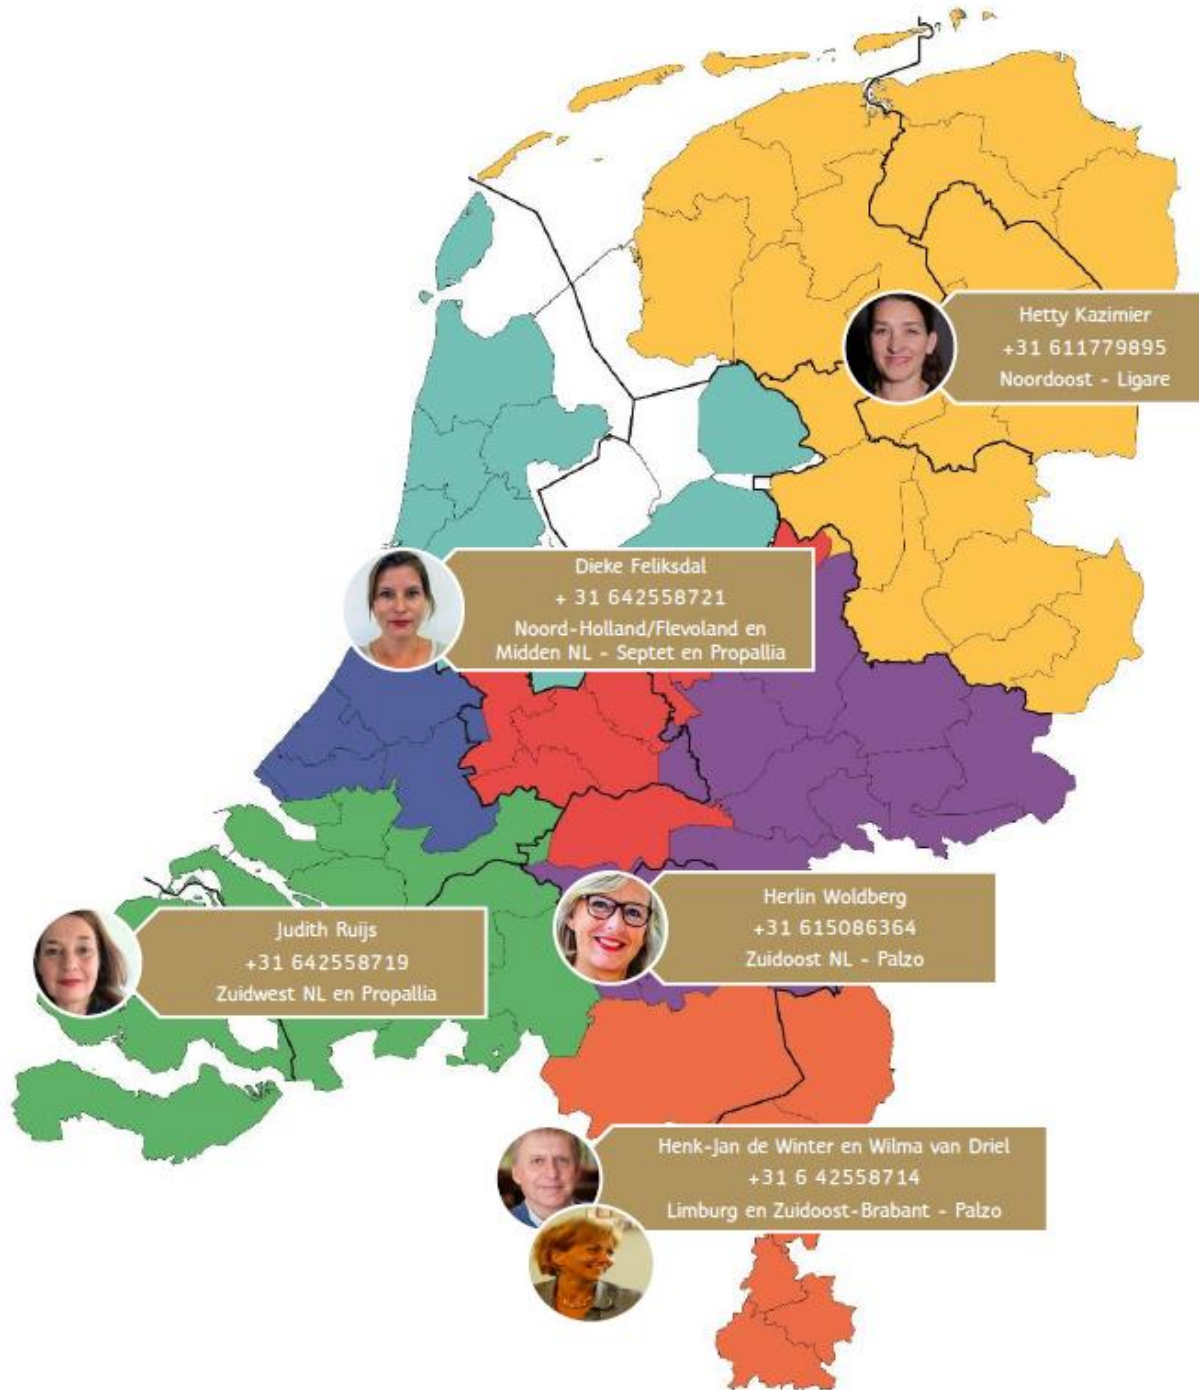 Hetty Kazimier
+31 611779895
Noordoost - Ligare
Dieke Feliksdal
+ 31 642558721
Noord-Holland/Flevoland en
Midden NL - Septet en Propallia
Herlin Woldberg
+31 615086364
Zuidoost NL - Palzo
Judith Ruijs
+31 642558719
Zuidwest NL en Propallia
Henk-Jan de Winter en Wilma van Driel
+31 6 42558714
Limburg en Zuidoost-Brabant - Palzo